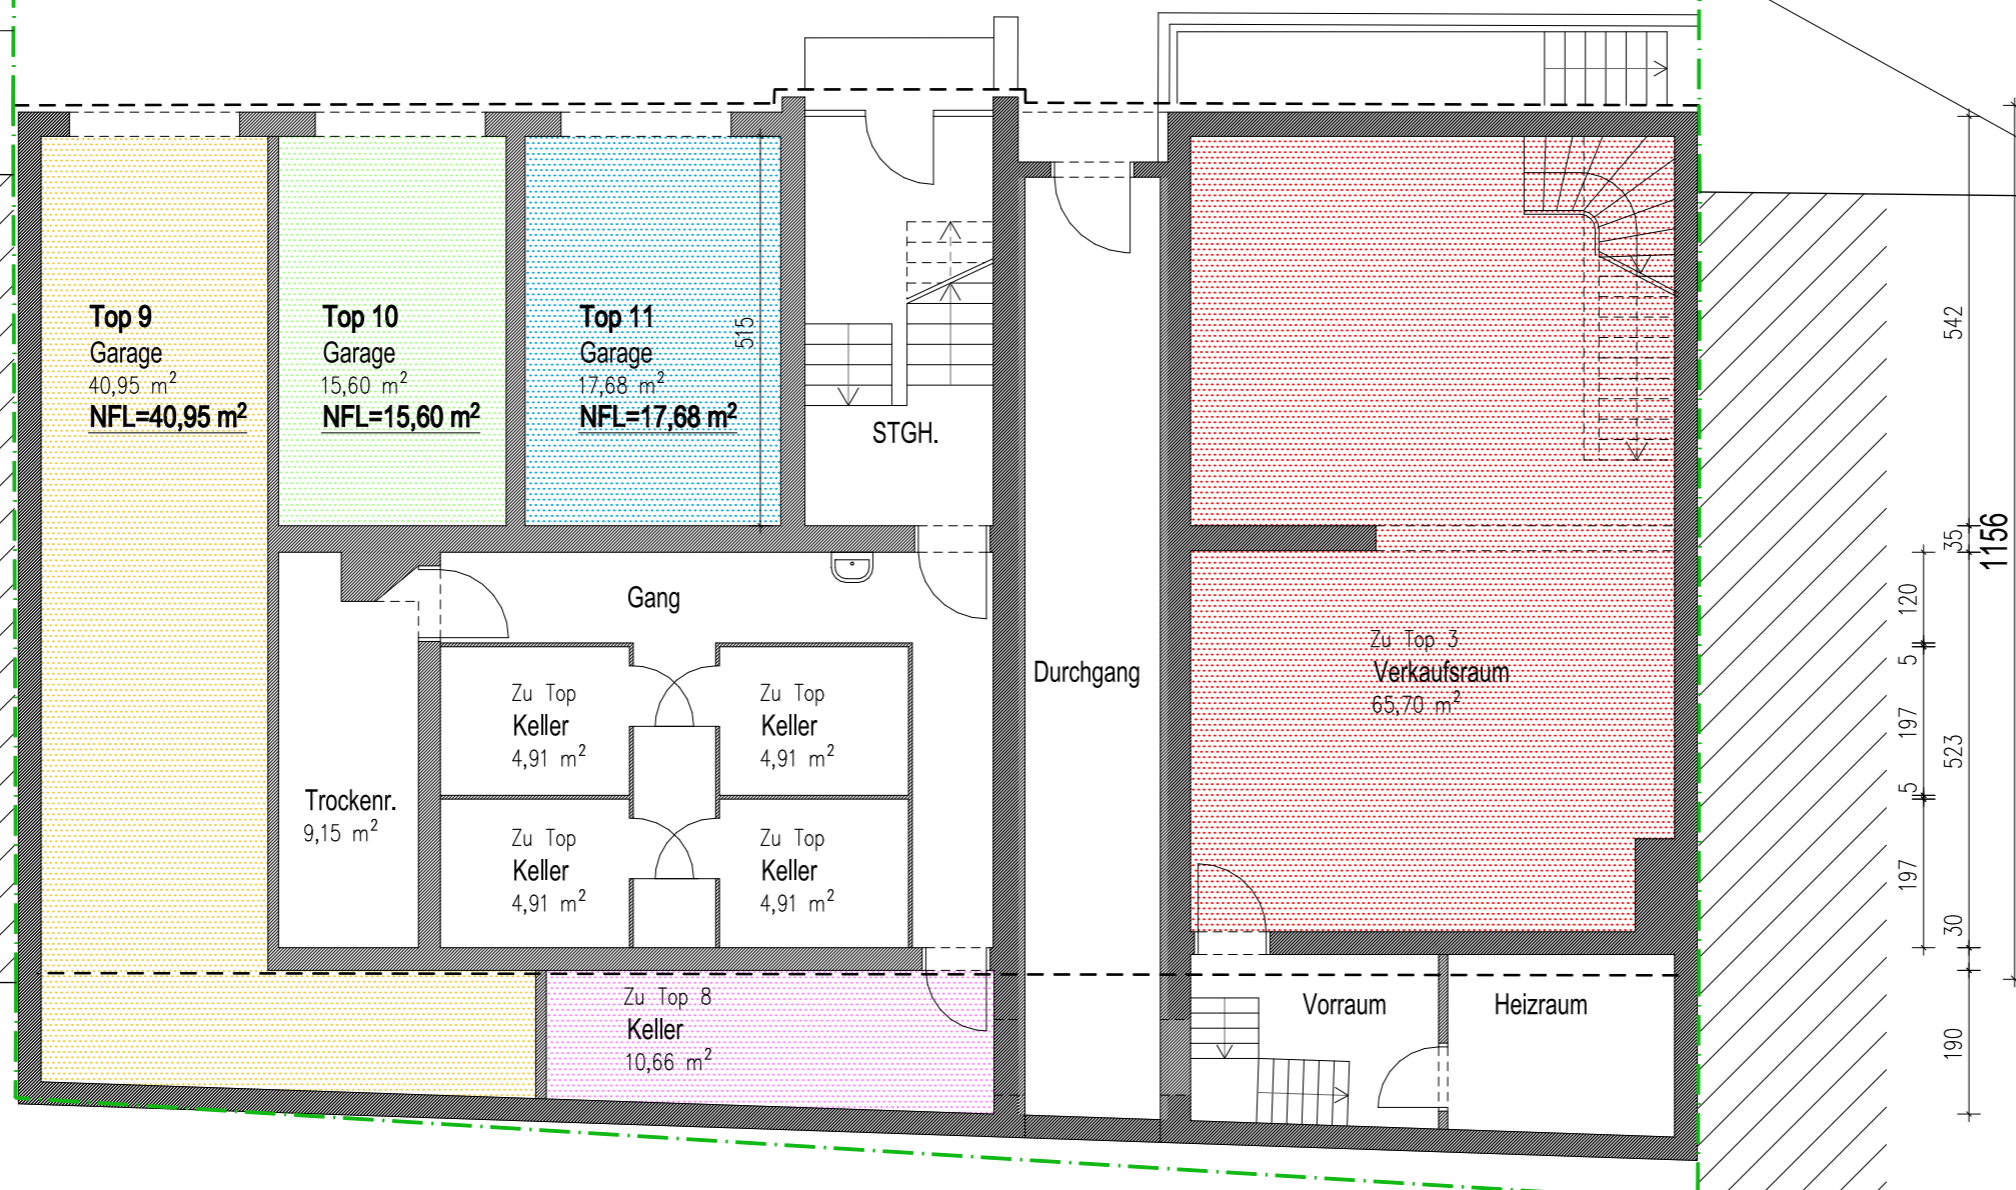 Top 9
Garage
40,95 m²
NFL=40,95 m²
Top 10
Garage
15,60 m²
NFL=15,60 m²
Top 11
Garage
17,68 m²
NFL=17,68 m²
515
STGH.
Gang
Durchgang
Zu Top 3
Verkaufsraum
65,70 m²
Zu Top
Keller
4,91 m²
Zu Top
Keller
4,91 m²
Trockenr.
9,15 m²
Zu Top
Keller
4,91 m²
Zu Top
Keller
4,91 m²
Zu Top 8
Keller
10,66 m²
Vorraum
Heizraum
542
35
1156
120
5
197
523
5
197
30
190